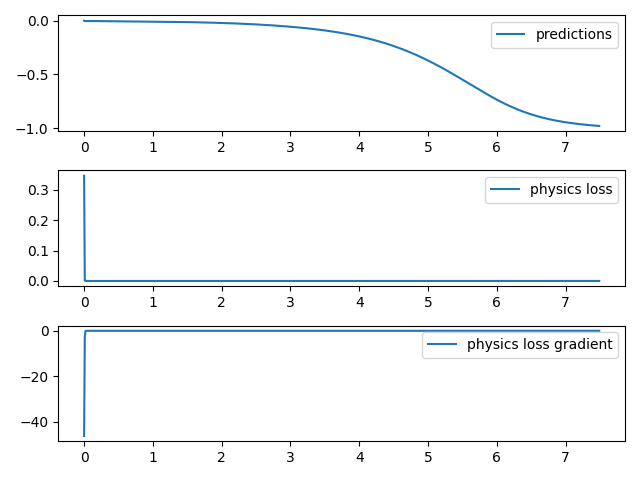 0.0
−0.5
−1.0
predictions
0 1 2 3 4 5 6 7
0.3
0.2
0.1
0.0
physics loss
0 1 2 3 4 5 6 7
0
−20
−40
physics loss gradient
0 1 2 3 4 5 6 7